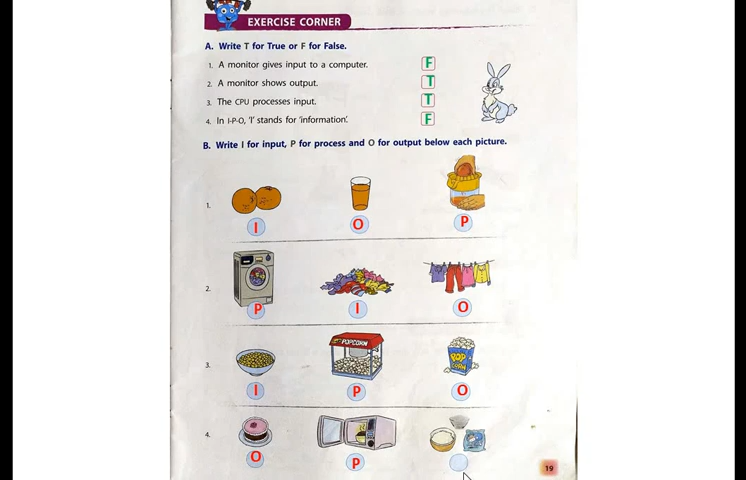 EXERCISE CORNER
A. Write T for True or F for False.
1. A monitor gives input to a computer. F
2. A monitor shows output. T
3. The CPU processes input. T
4. In I-P-O, 'I' stands for 'information'. F
B. Write I for input, P for process and O for output below each picture.
1.
I O P
2.
P I O
POPCORN
POP CORN
3.
I P O
4.
O P
19